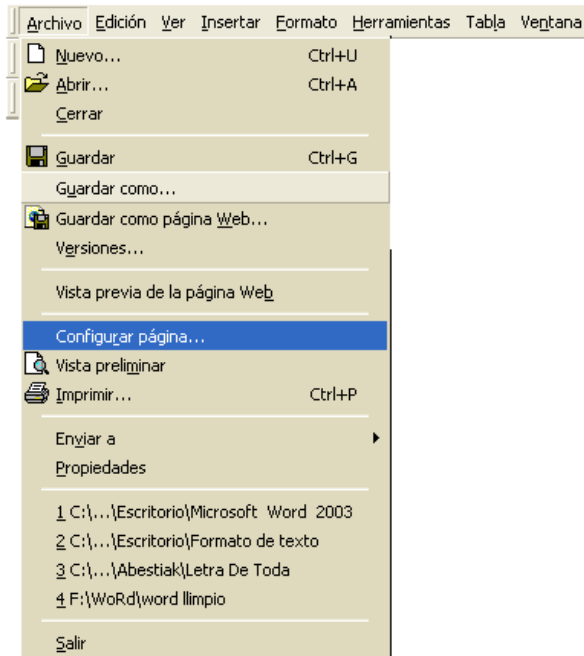 Archivo Edición Ver Insertar Formato Herramientas Tabla Ventana
Nuevo... Ctrl+U
Abrir... Ctrl+A
Cerrar
Guardar Ctrl+G
Guardar como...
Guardar como página Web...
Versiones...
Vista previa de la página Web
Configurar página...
Vista preliminar
Imprimir... Ctrl+P
Enviar a
Propiedades
1 C:\...\Escritorio\Microsoft Word 2003
2 C:\...\Escritorio\Formato de texto
3 C:\...\Abestiak\Letra De Toda
4 F:\WoRd\word llimpio
Salir